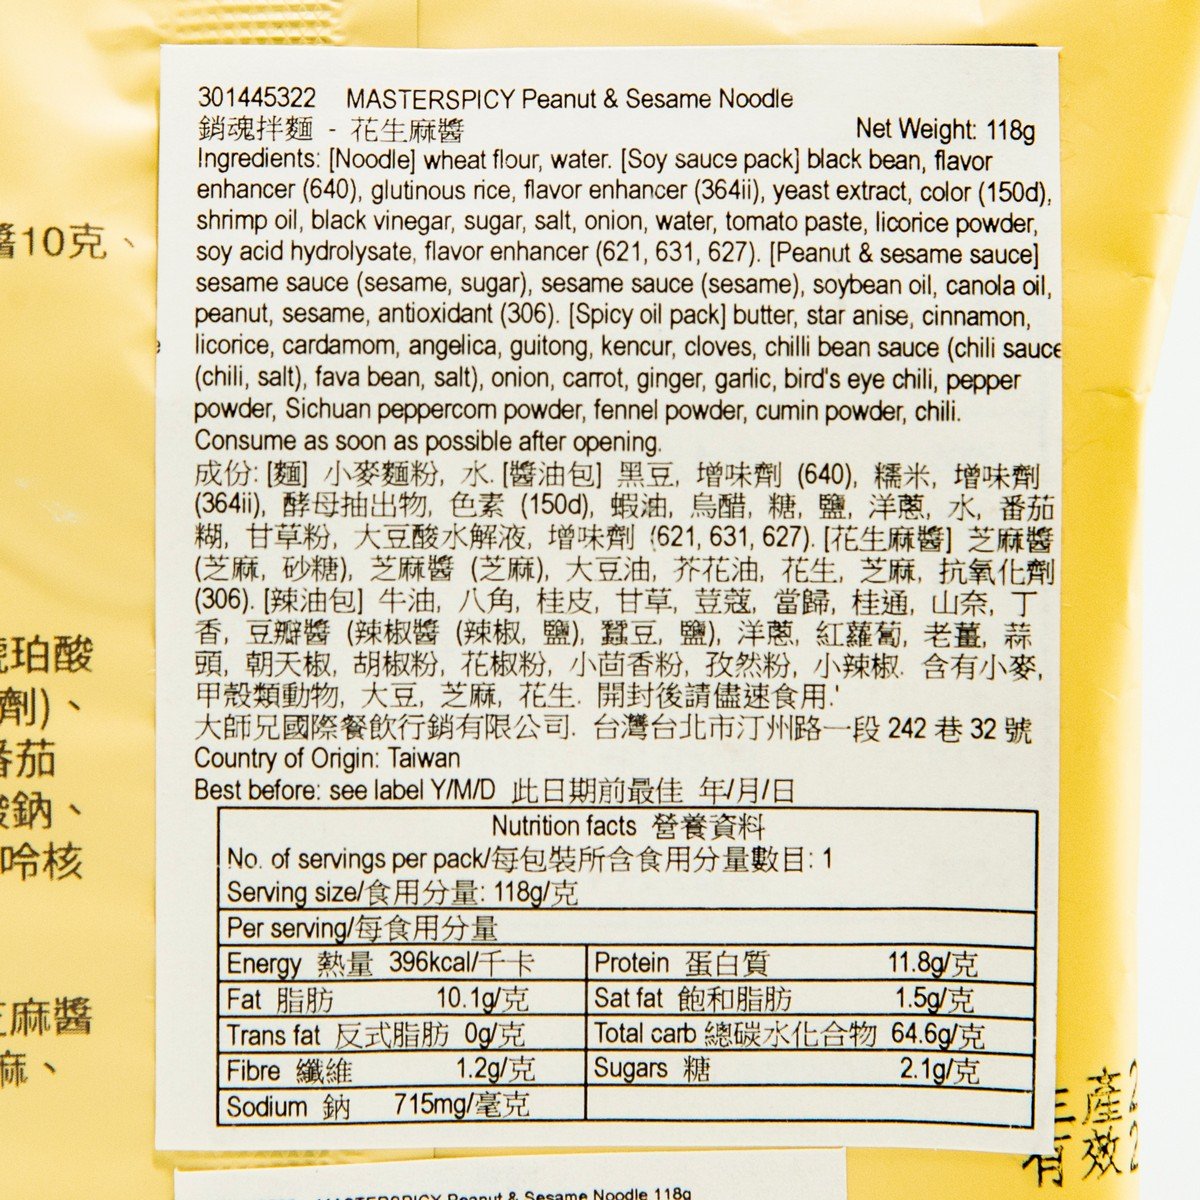 301445322 MASTERSPICY Peanut & Sesame Noodle
銷魂拌麵 - 花生麻醬 Net Weight: 118g
Ingredients: [Noodle] wheat flour, water. [Soy sauce pack] black bean, flavor
enhancer (640), glutinous rice, flavor enhancer (364ii), yeast extract, color (150d),
shrimp oil, black vinegar, sugar, salt, onion, water, tomato paste, licorice powder,
soy acid hydrolysate, flavor enhancer (621, 631, 627). [Peanut & sesame sauce]
sesame sauce (sesame, sugar), sesame sauce (sesame), soybean oil, canola oil,
peanut, sesame, antioxidant (306). [Spicy oil pack] butter, star anise, cinnamon,
licorice, cardamom, angelica, guitong, kencur, cloves, chilli bean sauce (chili sauce
(chili, salt), fava bean, salt), onion, carrot, ginger, garlic, bird's eye chili, pepper
powder, Sichuan peppercorn powder, fennel powder, cumin powder, chili.
Consume as soon as possible after opening.
成份: [麵] 小麥麵粉, 水. [醬油包] 黑豆, 增味劑 (640), 糯米, 增味劑
(364ii), 酵母抽出物, 色素 (150d), 蝦油, 烏醋, 糖, 鹽, 洋蔥, 水, 番茄
糊, 甘草粉, 大豆酸水解液, 增味劑 (621, 631, 627). [花生麻醬] 芝麻醬
(芝麻, 砂糖), 芝麻醬 (芝麻), 大豆油, 芥花油, 花生, 芝麻, 抗氧化劑
(306). [辣油包] 牛油, 八角, 桂皮, 甘草, 荳蔻, 當歸, 桂通, 山奈, 丁
香, 豆瓣醬 (辣椒醬 (辣椒, 鹽), 蠶豆, 鹽), 洋蔥, 紅蘿蔔, 老薑, 蒜
頭, 朝天椒, 胡椒粉, 花椒粉, 小茴香粉, 孜然粉, 小辣椒. 含有小麥,
甲殼類動物, 大豆, 芝麻, 花生. 開封後請儘速食用.'
大師兄國際餐飲行銷有限公司. 台灣台北市汀州路一段 242 巷 32 號
Country of Origin: Taiwan
Best before: see label Y/M/D 此日期前最佳 年/月/日
Nutrition facts 營養資料
No. of servings per pack/每包裝所含食用分量數目: 1
Serving size/食用分量: 118g/克
Per serving/每食用分量
Energy 熱量 396kcal/千卡 Protein 蛋白質 11.8g/克
Fat 脂肪 10.1g/克 Sat fat 飽和脂肪 1.5g/克
Trans fat 反式脂肪 0g/克 Total carb 總碳水化合物 64.6g/克
Fibre 纖維 1.2g/克 Sugars 糖 2.1g/克
Sodium 鈉 715mg/毫克
醬10克、
珀酸
劑)、
番茄
酸鈉、
呤核
芝麻醬
麻、
產2
有效2
MASTERSPICY Peanut & Sesame Noodle 118g